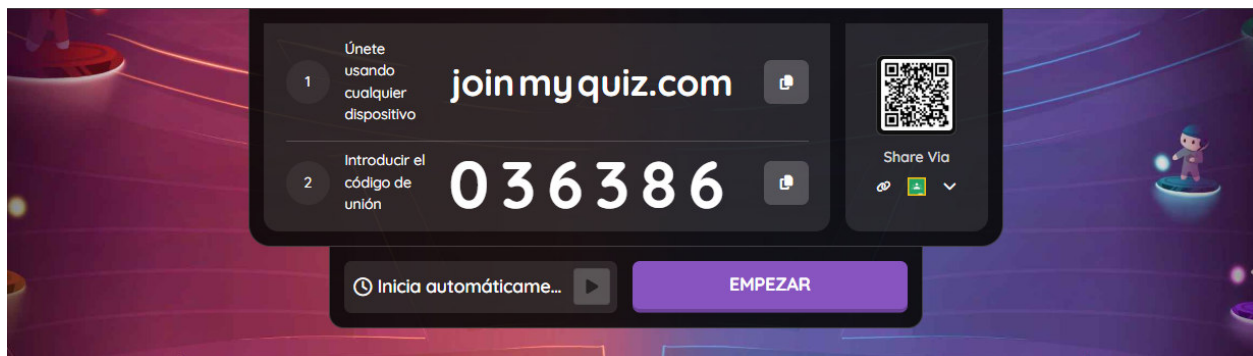 1
Únete
usando
cualquier
dispositivo
joinmyquiz.com
2
Introducir el
código de
unión
036386
Share Via
Inicia automáticame...
EMPEZAR